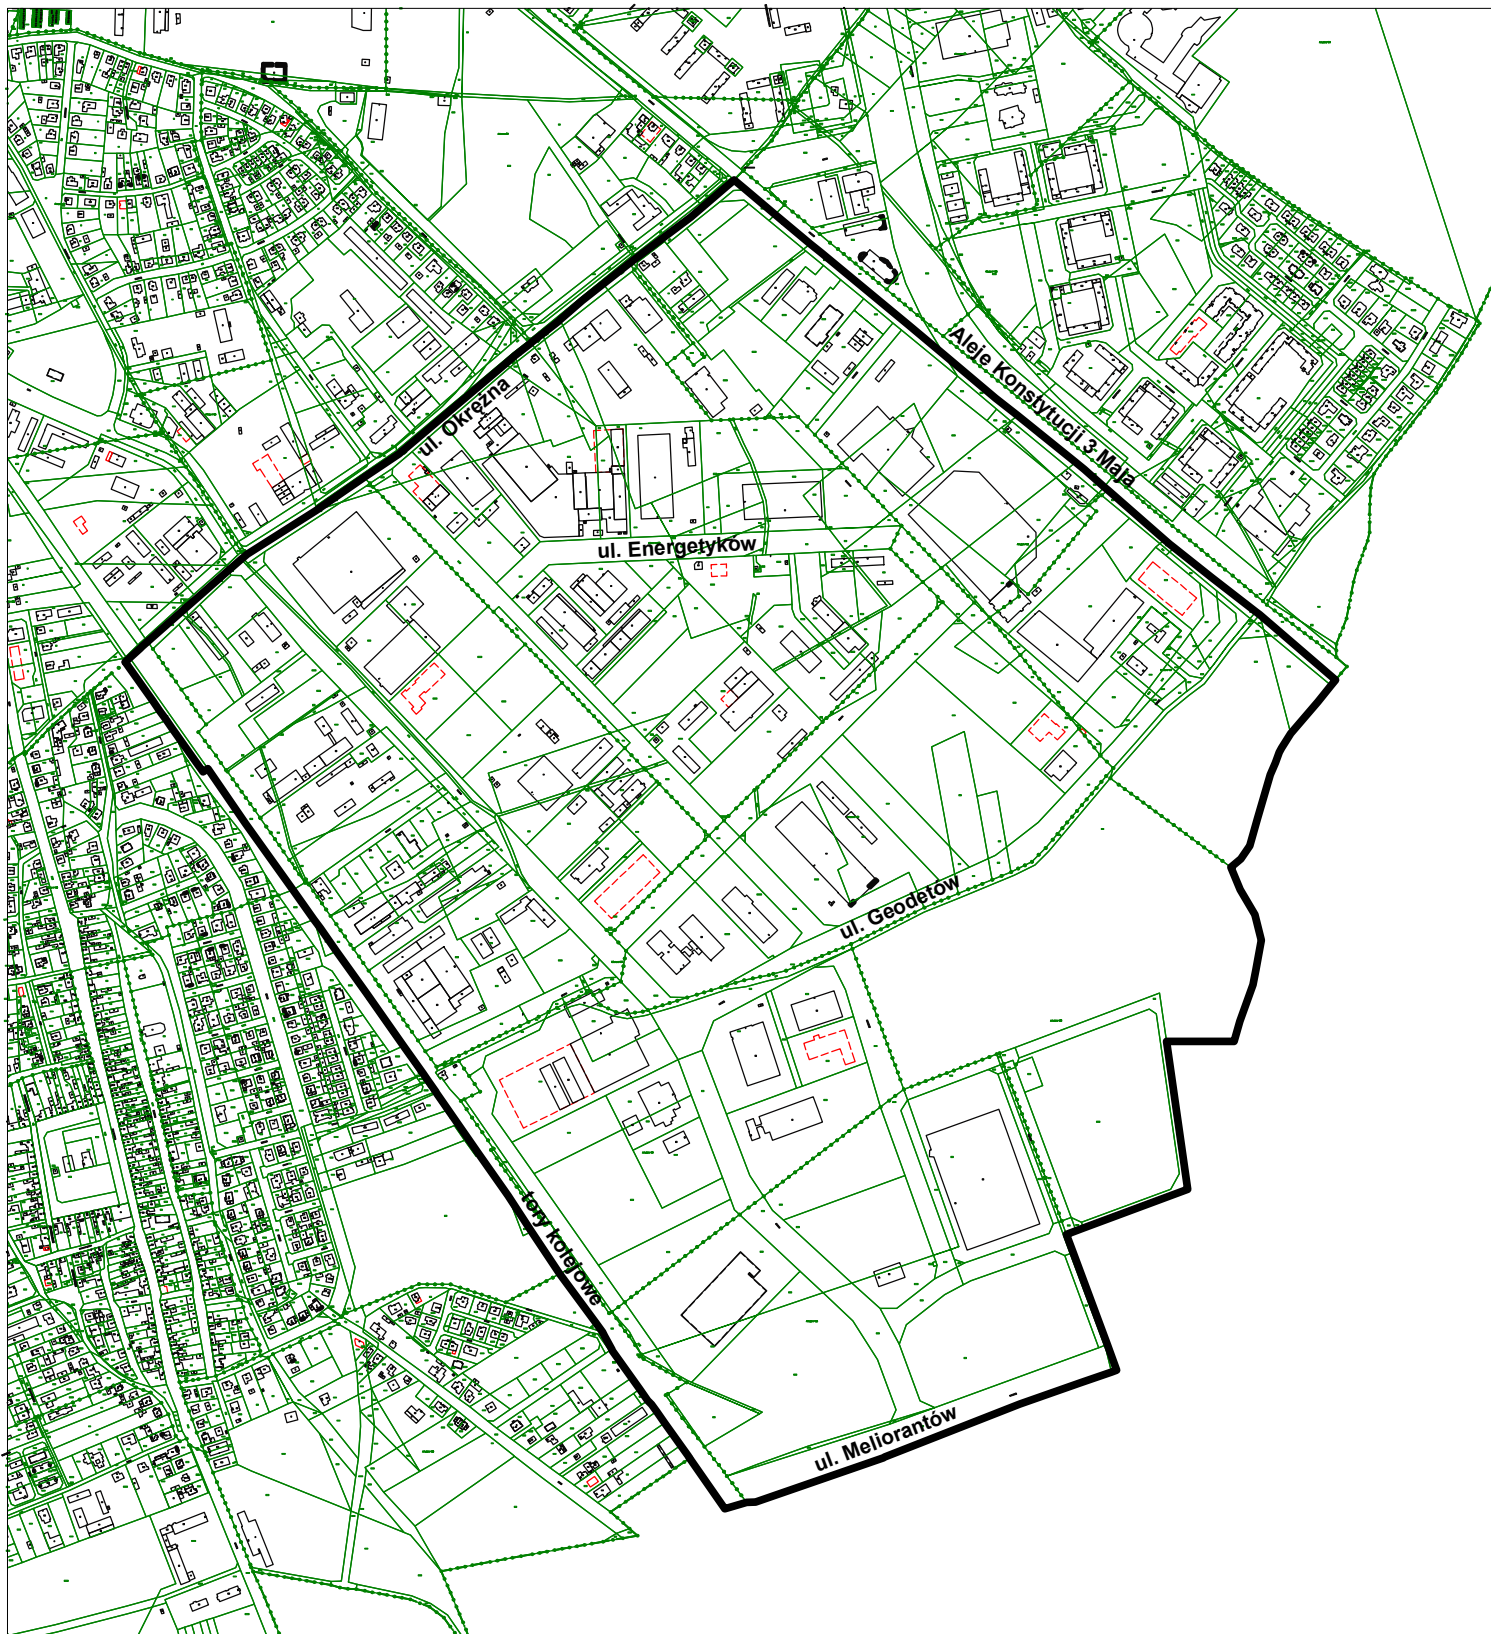 Aleje Konstytucji 3 Maja
ul. Okrężna
ul. Energetyków
ul. Geodetów
tory kolejowe
ul. Meliorantów